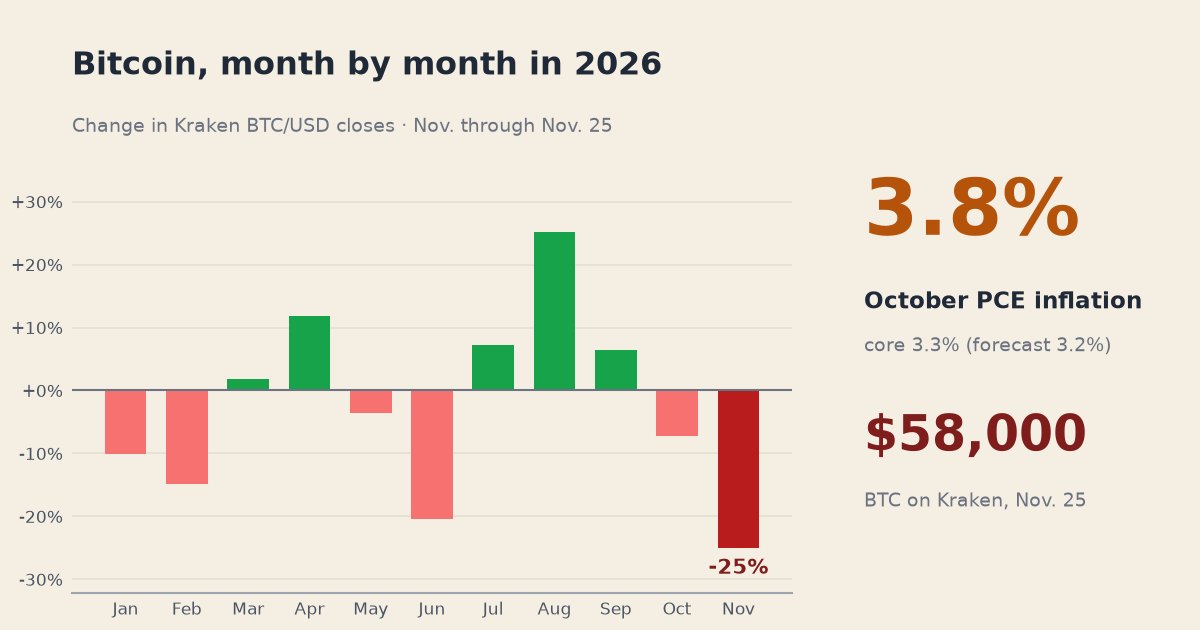 Bitcoin, month by month in 2026
Change in Kraken BTC/USD closes · Nov. through Nov. 25
+30%
+20%
+10%
+0%
-10%
-20%
-30%
-25%
Jan Feb Mar Apr May Jun Jul Aug Sep Oct Nov
3.8%
October PCE inflation
core 3.3% (forecast 3.2%)
$58,000
BTC on Kraken, Nov. 25